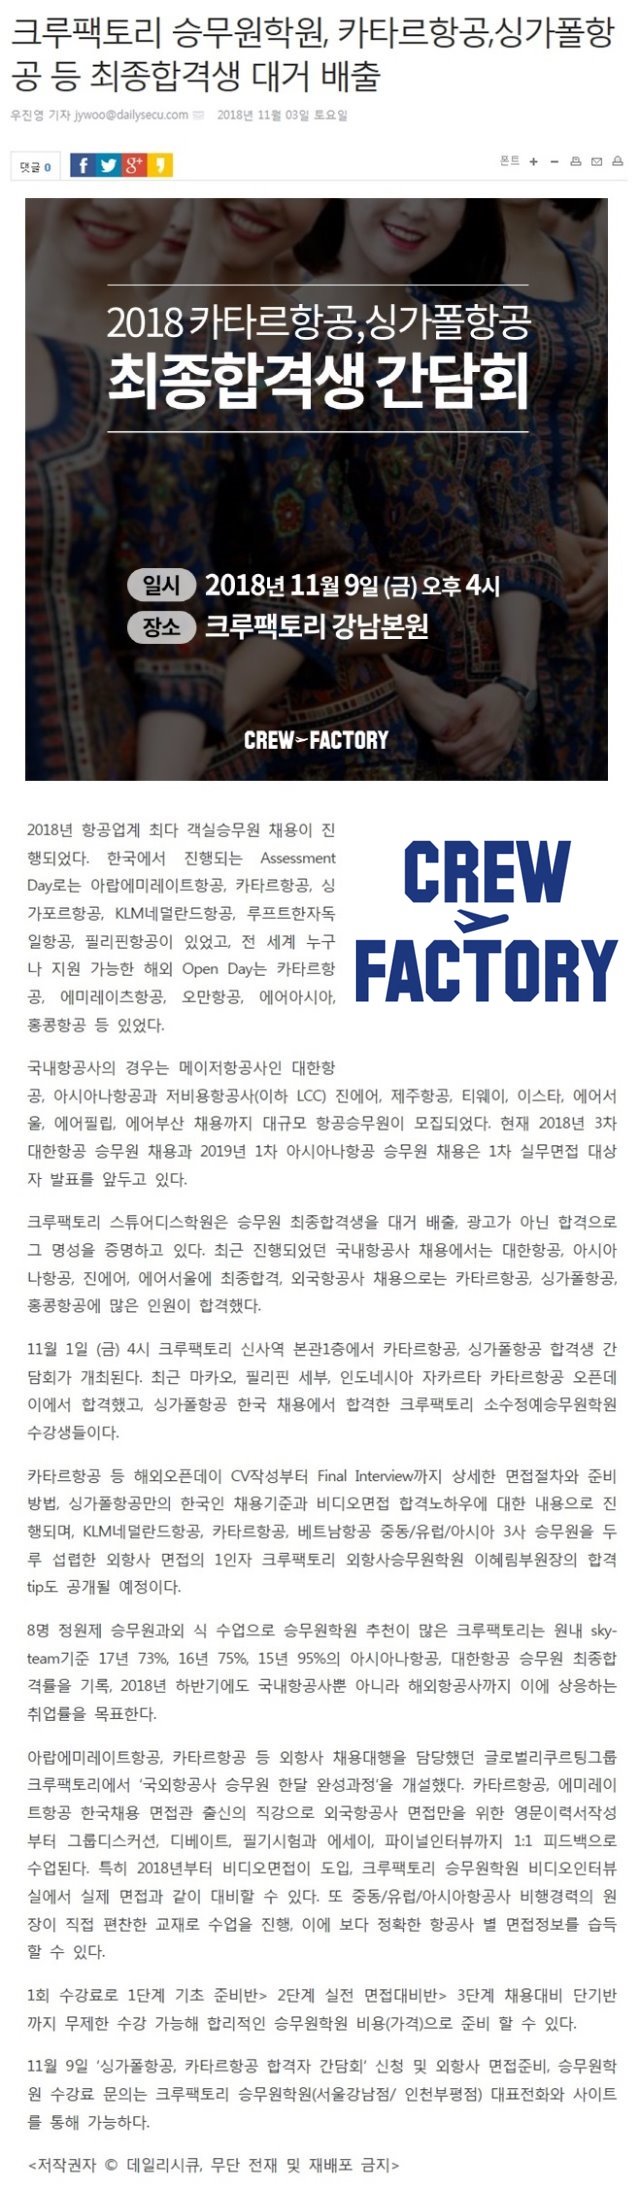 크루팩토리 승무원학원, 카타르항공,싱가폴항
공 등 최종합격생 대거 배출
우진영 기자 jywoo@dailysecu.com 2018년 11월 03일 토요일
댓글 0 f g+ 폰트 + -
2018 카타르항공,싱가폴항공
최종합격생 간담회
일시 2018년 11월 9일 (금) 오후 4시
장소 크루팩토리 강남본원
CREW FACTORY
CREW
FACTORY
2018년 항공업계 최다 객실승무원 채용이 진
행되었다. 한국에서 진행되는 Assessment
Day로는 아랍에미레이트항공, 카타르항공, 싱
가포르항공, KLM네덜란드항공, 루프트한자독
일항공, 필리핀항공이 있었고, 전 세계 누구
나 지원 가능한 해외 Open Day는 카타르항
공, 에미레이츠항공, 오만항공, 에어아시아,
홍콩항공 등 있었다.
국내항공사의 경우는 메이저항공사인 대한항
공, 아시아나항공과 저비용항공사(이하 LCC) 진에어, 제주항공, 티웨이, 이스타, 에어서
울, 에어필립, 에어부산 채용까지 대규모 항공승무원이 모집되었다. 현재 2018년 3차
대한항공 승무원 채용과 2019년 1차 아시아나항공 승무원 채용은 1차 실무면접 대상
자 발표를 앞두고 있다.
크루팩토리 스튜어디스학원은 승무원 최종합격생을 대거 배출, 광고가 아닌 합격으로
그 명성을 증명하고 있다. 최근 진행되었던 국내항공사 채용에서는 대한항공, 아시아
나항공, 진에어, 에어서울에 최종합격, 외국항공사 채용으로는 카타르항공, 싱가폴항공,
홍콩항공에 많은 인원이 합격했다.
11월 1일 (금) 4시 크루팩토리 신사역 본관1층에서 카타르항공, 싱가폴항공 합격생 간
담회가 개최된다. 최근 마카오, 필리핀 세부, 인도네시아 자카르타 카타르항공 오픈데
이에서 합격했고, 싱가폴항공 한국 채용에서 합격한 크루팩토리 소수정예승무원학원
수강생들이다.
카타르항공 등 해외오픈데이 CV작성부터 Final Interview까지 상세한 면접절차와 준비
방법, 싱가폴항공만의 한국인 채용기준과 비디오면접 합격노하우에 대한 내용으로 진
행되며, KLM네덜란드항공, 카타르항공, 베트남항공 중동/유럽/아시아 3사 승무원을 두
루 섭렵한 외항사 면접의 1인자 크루팩토리 외항사승무원학원 이혜림부원장의 합격
tip도 공개될 예정이다.
8명 정원제 승무원과외 식 수업으로 승무원학원 추천이 많은 크루팩토리는 원내 sky-
team기준 17년 73%, 16년 75%, 15년 95%의 아시아나항공, 대한항공 승무원 최종합
격률을 기록, 2018년 하반기에도 국내항공사뿐 아니라 해외항공사까지 이에 상응하는
취업률을 목표한다.
아랍에미레이트항공, 카타르항공 등 외항사 채용대행을 담당했던 글로벌리쿠르팅그룹
크루팩토리에서 '국외항공사 승무원 한달 완성과정'을 개설했다. 카타르항공, 에미레이
트항공 한국채용 면접관 출신의 직강으로 외국항공사 면접만을 위한 영문이력서작성
부터 그룹디스커션, 디베이트, 필기시험과 에세이, 파이널인터뷰까지 1:1 피드백으로
수업된다. 특히 2018년부터 비디오면접이 도입, 크루팩토리 승무원학원 비디오인터뷰
실에서 실제 면접과 같이 대비할 수 있다. 또 중동/유럽/아시아항공사 비행경력의 원
장이 직접 편찬한 교재로 수업을 진행, 이에 보다 정확한 항공사 별 면접정보를 습득
할 수 있다.
1회 수강료로 1단계 기초 준비반> 2단계 실전 면접대비반> 3단계 채용대비 단기반
까지 무제한 수강 가능해 합리적인 승무원학원 비용(가격)으로 준비 할 수 있다.
11월 9일 '싱가폴항공, 카타르항공 합격자 간담회' 신청 및 외항사 면접준비, 승무원학
원 수강료 문의는 크루팩토리 승무원학원(서울강남점/ 인천부평점) 대표전화와 사이트
를 통해 가능하다.
<저작권자 © 데일리시큐, 무단 전재 및 재배포 금지>